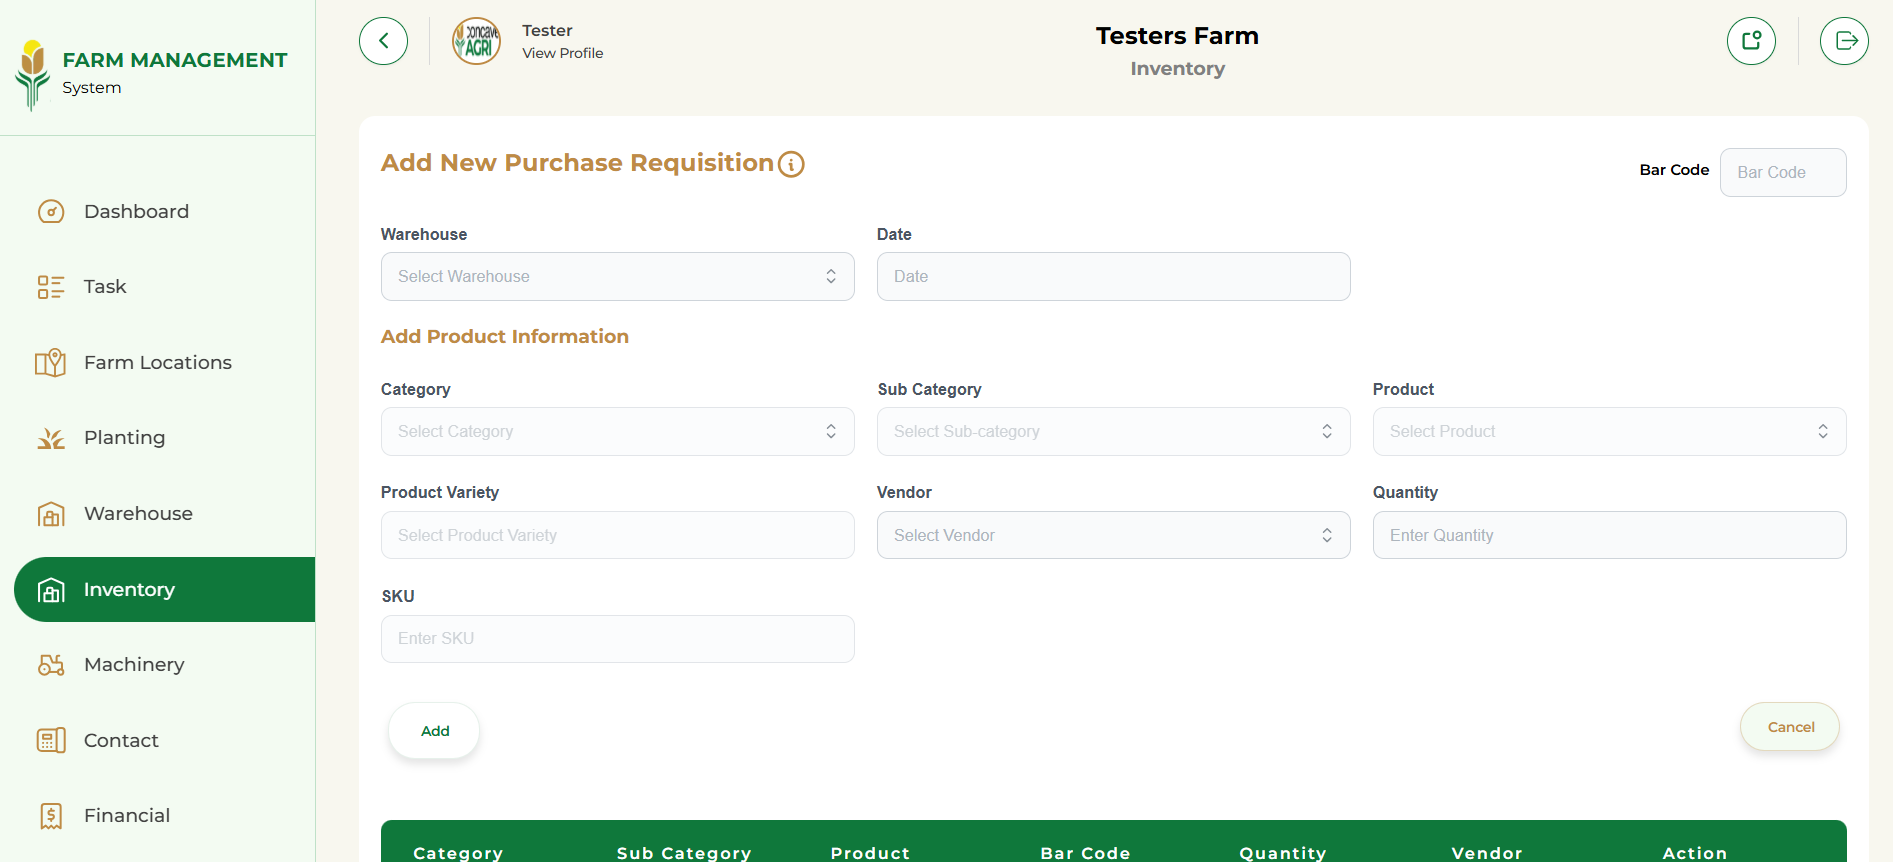 FARM MANAGEMENT
System
Dashboard
Task
Farm Locations
Planting
Warehouse
Inventory
Machinery
Contact
Financial
concave
AGRI
Tester
View Profile
Testers Farm
Inventory
Add New Purchase Requisition
Bar Code
Bar Code
Warehouse
Date
Select Warehouse
Date
Add Product Information
Category
Sub Category
Product
Select Category
Select Sub-category
Select Product
Product Variety
Vendor
Quantity
Select Product Variety
Select Vendor
Enter Quantity
SKU
Enter SKU
Add
Cancel
Category Sub Category Product Bar Code Quantity Vendor Action